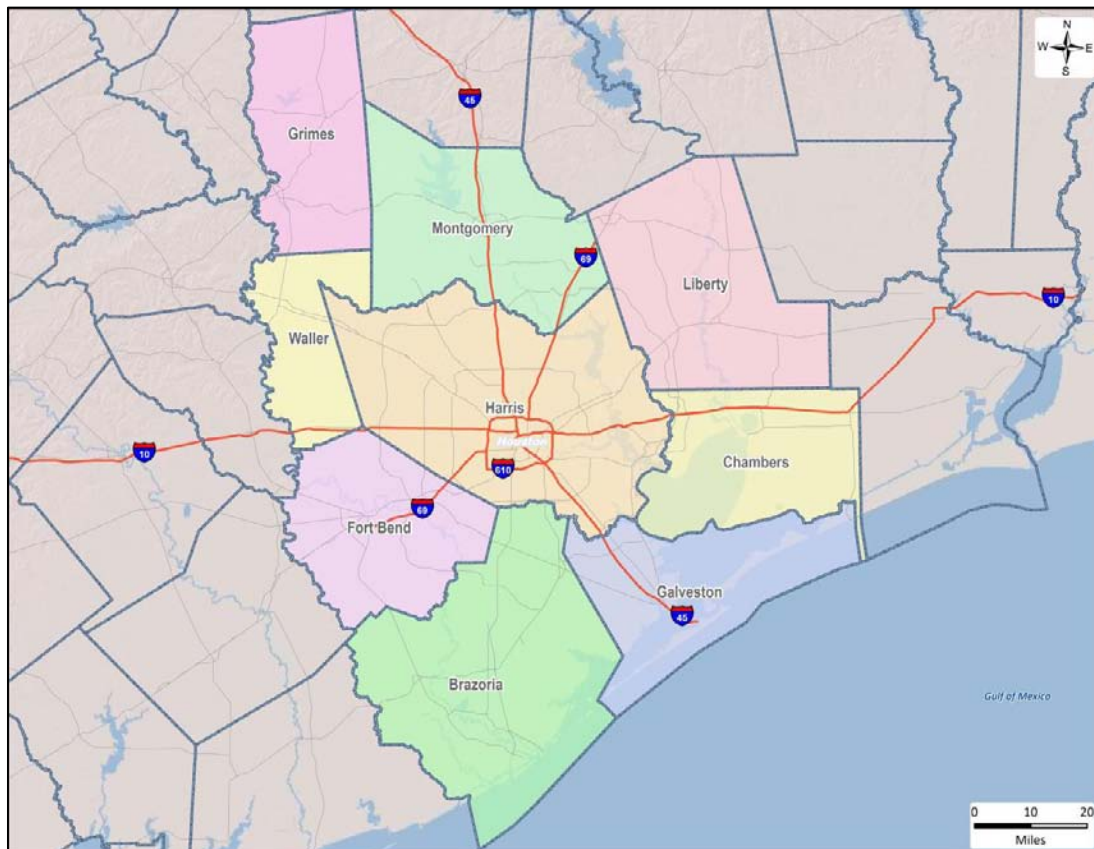 N
W E
S
45
Grimes
Montgomery
69
Liberty
10
Waller
Harris
Houston
10
610
Chambers
69
Fort Bend
Galveston
45
Brazoria
Gulf of Mexico
0 10 20
Miles